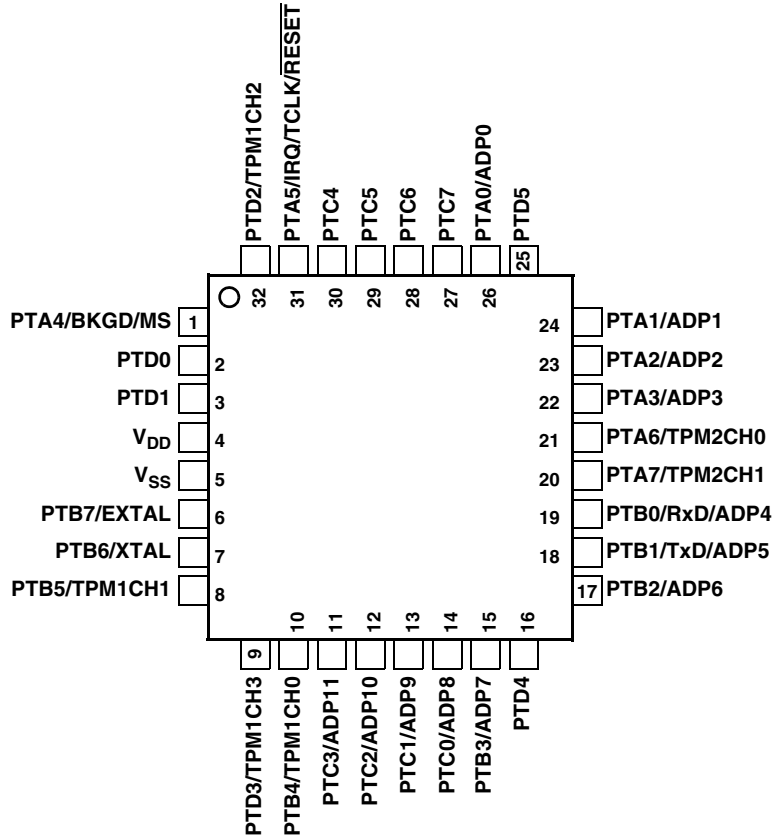 PTD2/TPM1CH2
PTA5/IRQ/TCLK/RESET
PTC4
PTC5
PTC6
PTC7
PTA0/ADP0
PTD5
32
31
30
29
28
27
26
25
PTA4/BKGD/MS 1
PTD0 2
PTD1 3
VDD 4
VSS 5
PTB7/EXTAL 6
PTB6/XTAL 7
PTB5/TPM1CH1 8
24 PTA1/ADP1
23 PTA2/ADP2
22 PTA3/ADP3
21 PTA6/TPM2CH0
20 PTA7/TPM2CH1
19 PTB0/RxD/ADP4
18 PTB1/TxD/ADP5
17 PTB2/ADP6
9
10
11
12
13
14
15
16
PTD3/TPM1CH3
PTB4/TPM1CH0
PTC3/ADP11
PTC2/ADP10
PTC1/ADP9
PTC0/ADP8
PTB3/ADP7
PTD4